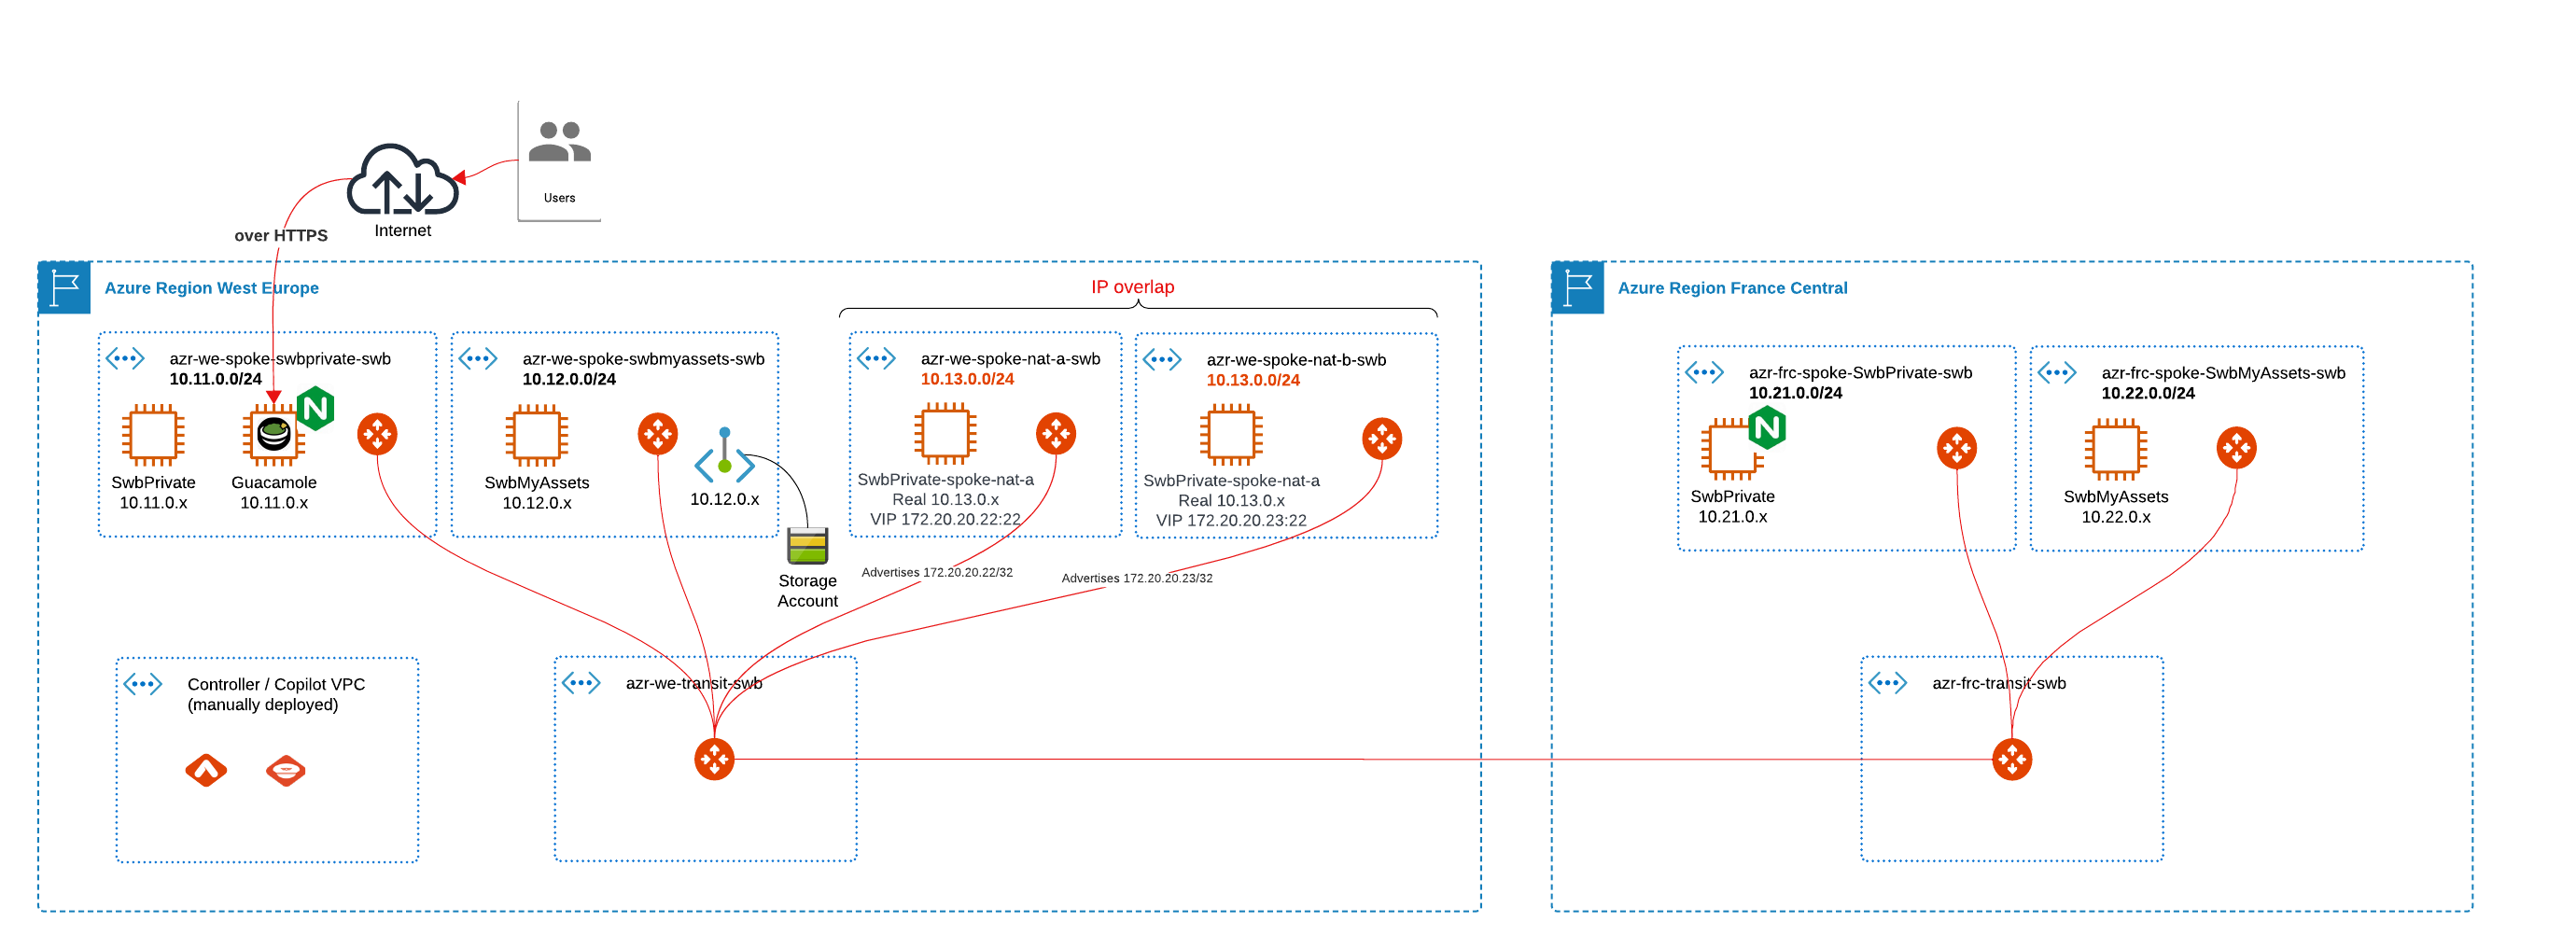 Users
Internet
over HTTPS
Azure Region West Europe
IP overlap
azr-we-spoke-swbprivate-swb
10.11.0.0/24
SwbPrivate
10.11.0.x
Guacamole
10.11.0.x
azr-we-spoke-swbmyassets-swb
10.12.0.0/24
SwbMyAssets
10.12.0.x
10.12.0.x
Storage
Account
azr-we-spoke-nat-a-swb
10.13.0.0/24
SwbPrivate-spoke-nat-a
Real 10.13.0.x
VIP 172.20.20.22:22
azr-we-spoke-nat-b-swb
10.13.0.0/24
SwbPrivate-spoke-nat-a
Real 10.13.0.x
VIP 172.20.20.23:22
Advertises 172.20.20.22/32
Advertises 172.20.20.23/32
Controller / Copilot VPC
(manually deployed)
azr-we-transit-swb
Azure Region France Central
azr-frc-spoke-SwbPrivate-swb
10.21.0.0/24
N
SwbPrivate
10.21.0.x
azr-frc-spoke-SwbMyAssets-swb
10.22.0.0/24
SwbMyAssets
10.22.0.x
azr-frc-transit-swb
N